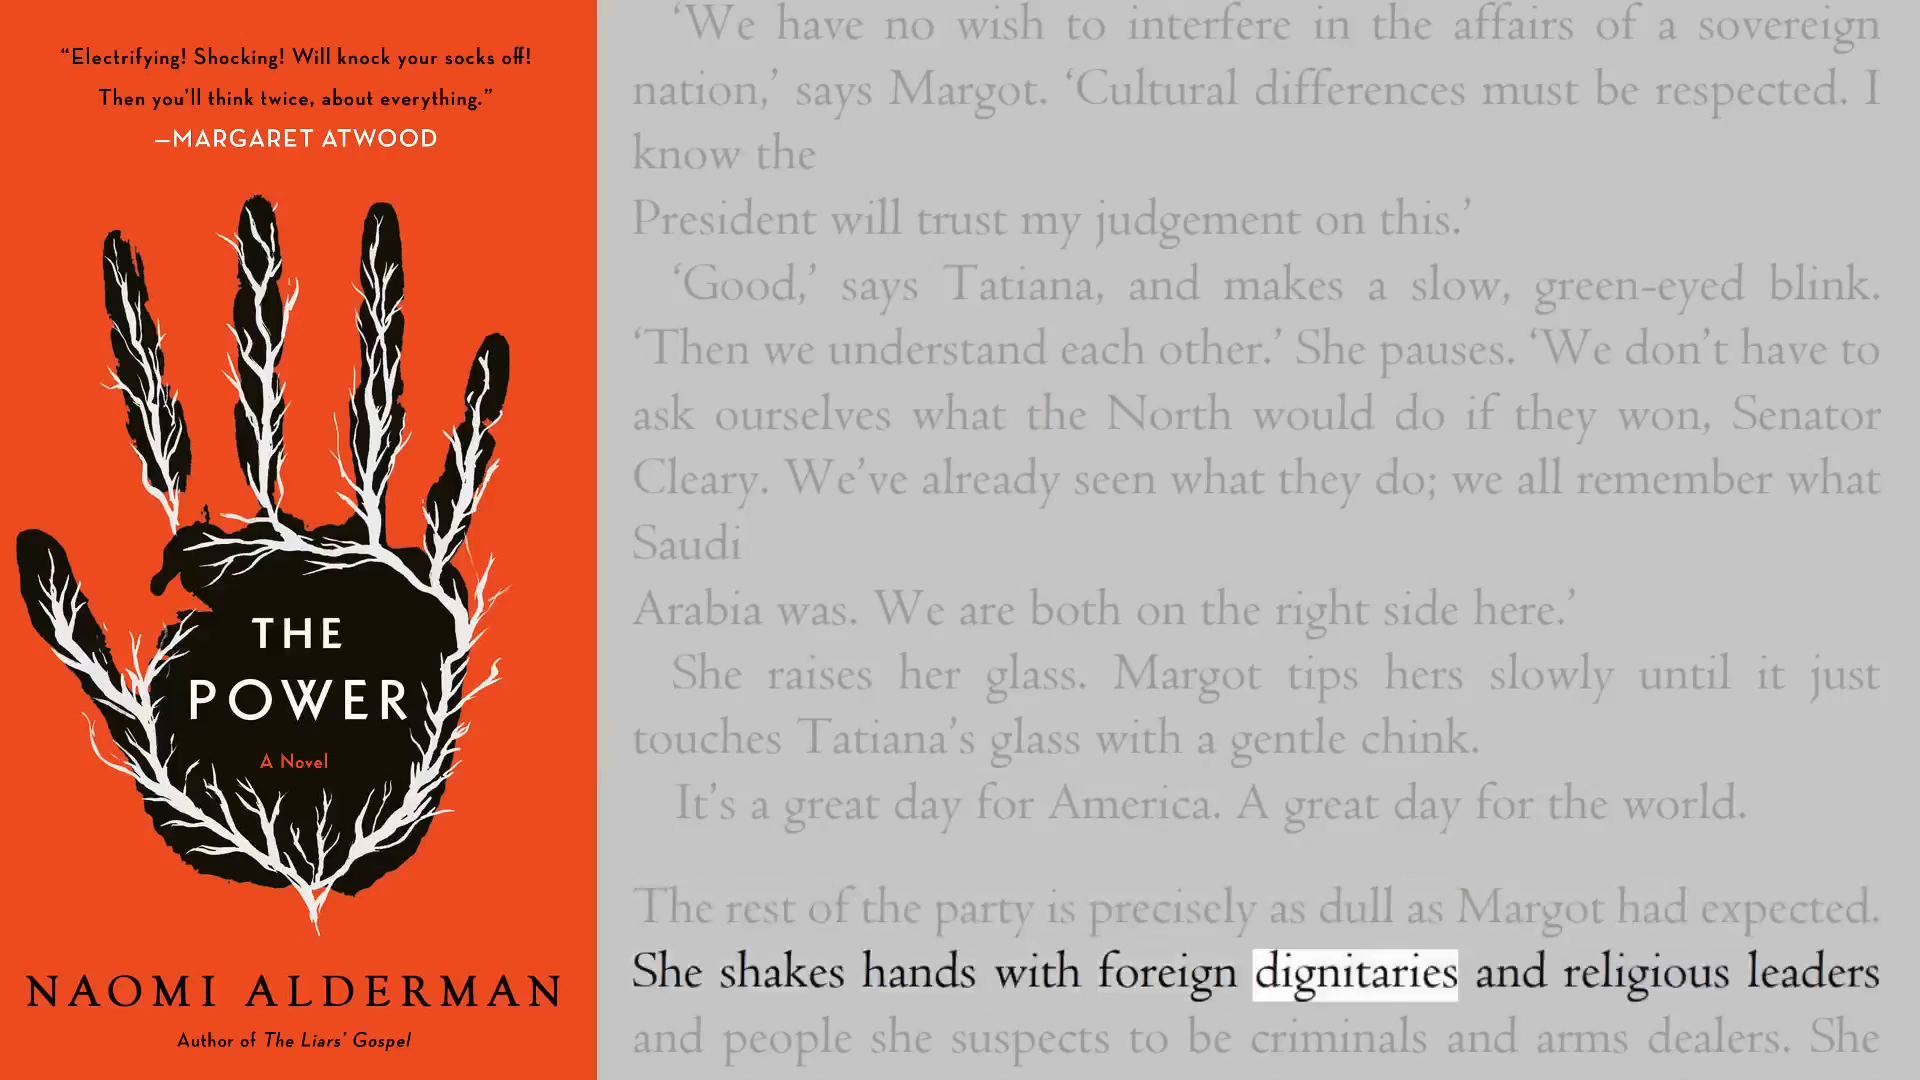 “Electrifying! Shocking! Will knock your socks off!
Then you’ll think twice, about everything.”
—MARGARET ATWOOD
THE
POWER
A Novel
NAOMI ALDERMAN
Author of The Liars’ Gospel
‘We have no wish to interfere in the affairs of a sovereign
nation,’ says Margot. ‘Cultural differences must be respected. I
know the
President will trust my judgement on this.’
‘Good,’ says Tatiana, and makes a slow, green-eyed blink.
‘Then we understand each other.’ She pauses. ‘We don’t have to
ask ourselves what the North would do if they won, Senator
Cleary. We’ve already seen what they do; we all remember what
Saudi
Arabia was. We are both on the right side here.’
She raises her glass. Margot tips hers slowly until it just
touches Tatiana’s glass with a gentle chink.
It’s a great day for America. A great day for the world.
The rest of the party is precisely as dull as Margot had expected.
She shakes hands with foreign dignitaries and religious leaders
and people she suspects to be criminals and arms dealers. She